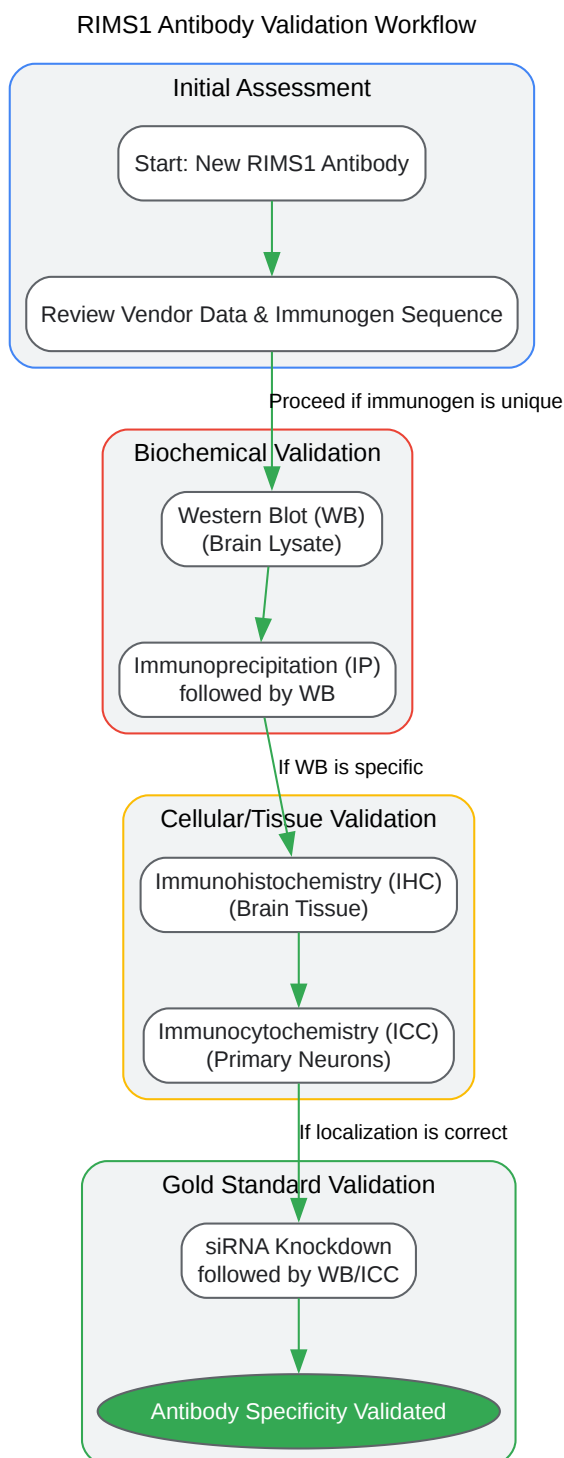 RIMS1 Antibody Validation Workflow
Initial Assessment
Start: New RIMS1 Antibody
Review Vendor Data & Immunogen Sequence
Proceed if immunogen is unique
Biochemical Validation
Western Blot (WB)
(Brain Lysate)
Immunoprecipitation (IP)
followed by WB
If WB is specific
Cellular/Tissue Validation
Immunohistochemistry (IHC)
(Brain Tissue)
Immunocytochemistry (ICC)
(Primary Neurons)
If localization is correct
Gold Standard Validation
siRNA Knockdown
followed by WB/ICC
Antibody Specificity Validated